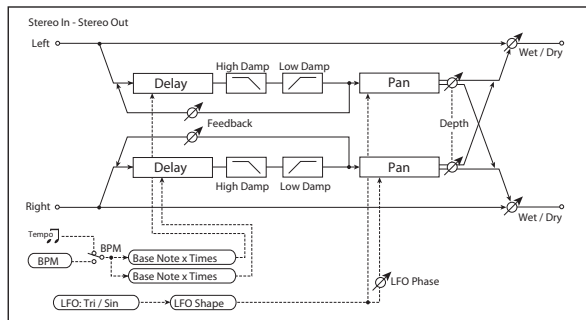 Stereo In - Stereo Out
Left
Wet / Dry
High Damp
Low Damp
Delay
Pan
Feedback
Depth
Delay
Pan
High Damp
Low Damp
Right
Wet / Dry
Tempo
BPM
BPM
Base Note x Times
Base Note x Times
LFO Phase
LFO: Tri / Sin
LFO Shape